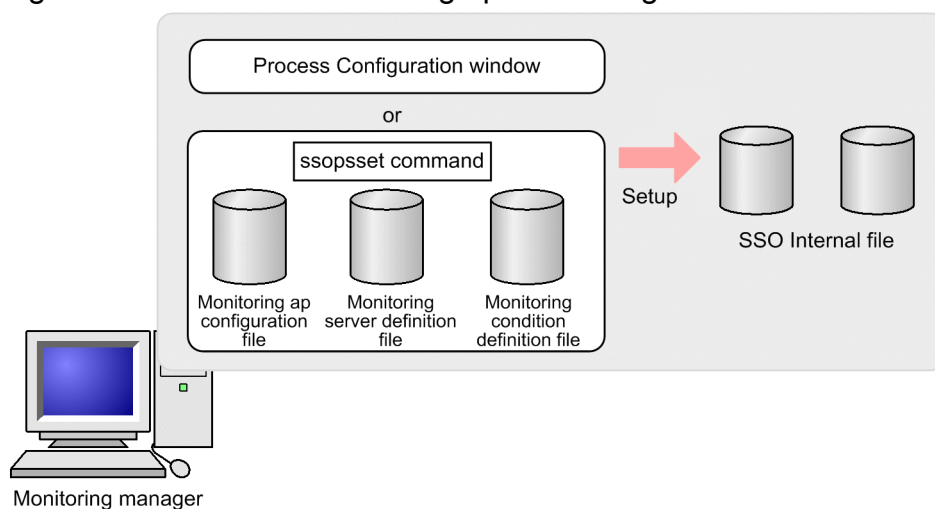 Process Configuration window
or
ssopsset command
Monitoring ap
configuration
file
Monitoring
server definition
file
Monitoring
condition
definition file
Setup
SSO Internal file
Monitoring manager